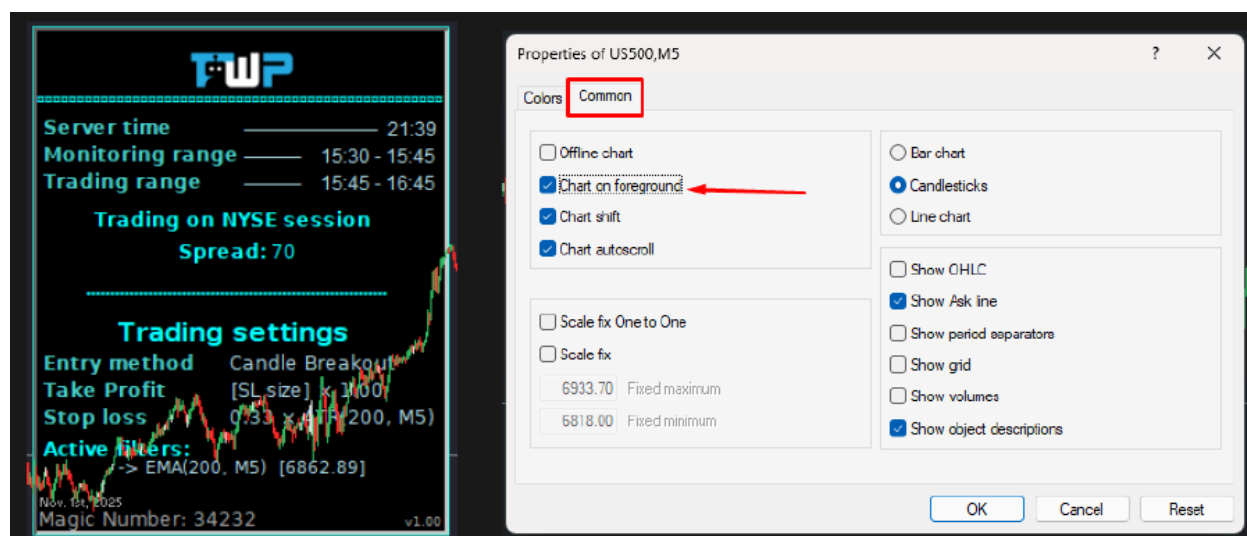 TWP
Server time 21:39
Monitoring range 15:30 - 15:45
Trading range 15:45 - 16:45
Trading on NYSE session
Spread: 70
Trading settings
Entry method Candle Breakout
Take Profit [SL size] x 1.00
Stop loss 0.33 x ATR(200, M5)
Active filters:
-> EMA(200, M5) [6862.89]
Nov. 1st, 2025
Magic Number: 34232 v1.00
Properties of US500,M5 ?
Colors Common
Offline chart
Chart on foreground
Chart shift
Chart autoscroll
Scale fix One to One
Scale fix
6933.70 Fixed maximum
6818.00 Fixed minimum
Bar chart
Candlesticks
Line chart
Show OHLC
Show Ask line
Show period separators
Show grid
Show volumes
Show object descriptions
OK Cancel Reset